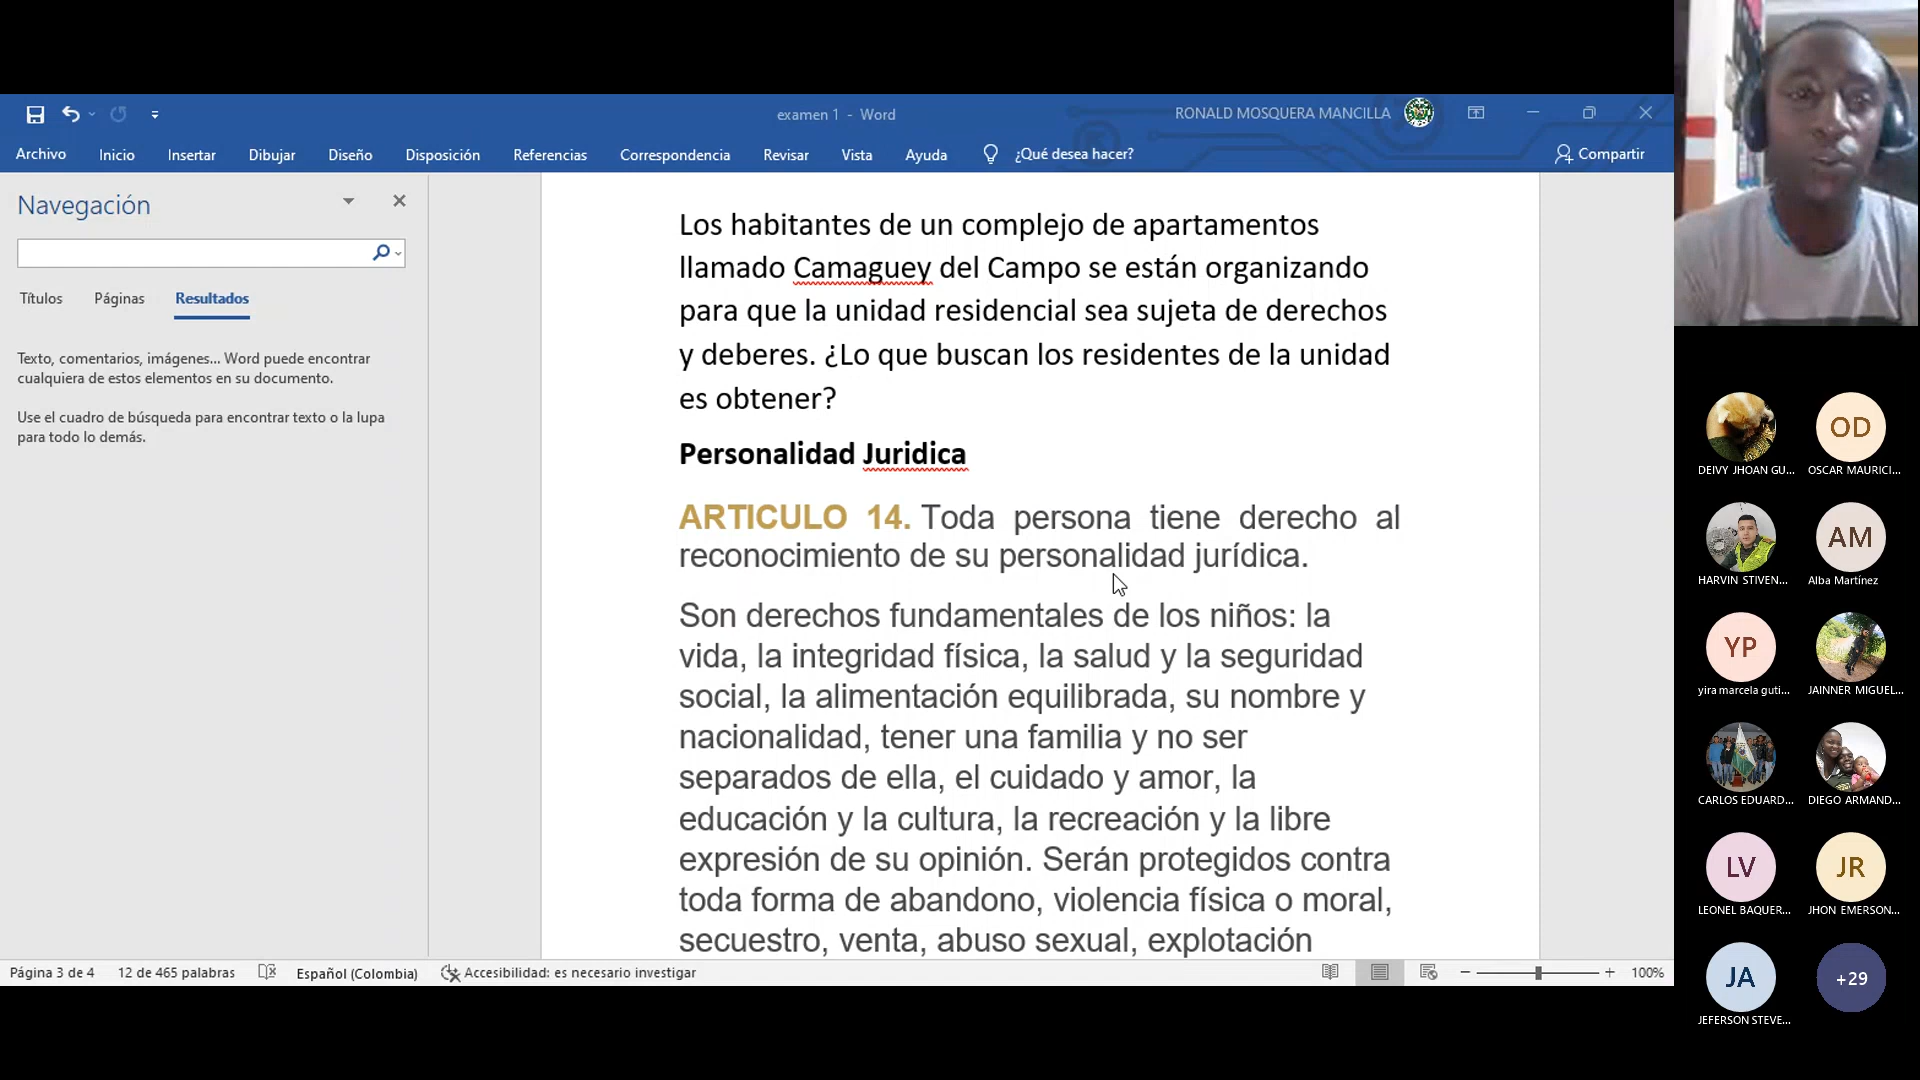 examen 1 - Word
RONALD MOSQUERA MANCILLA
Archivo Inicio Insertar Dibujar Diseño Disposición Referencias Correspondencia Revisar Vista Ayuda ¿Qué desea hacer? Compartir
Navegación
Títulos Páginas Resultados
Texto, comentarios, imágenes... Word puede encontrar
cualquiera de estos elementos en su documento.
Use el cuadro de búsqueda para encontrar texto o la lupa
para todo lo demás.
Los habitantes de un complejo de apartamentos
llamado Camaguey del Campo se están organizando
para que la unidad residencial sea sujeta de derechos
y deberes. ¿Lo que buscan los residentes de la unidad
es obtener?
Personalidad Juridica
ARTICULO 14. Toda persona tiene derecho al
reconocimiento de su personalidad jurídica.
Son derechos fundamentales de los niños: la
vida, la integridad física, la salud y la seguridad
social, la alimentación equilibrada, su nombre y
nacionalidad, tener una familia y no ser
separados de ella, el cuidado y amor, la
educación y la cultura, la recreación y la libre
expresión de su opinión. Serán protegidos contra
toda forma de abandono, violencia física o moral,
secuestro, venta, abuso sexual, explotación
Página 3 de 4 12 de 465 palabras Español (Colombia) Accesibilidad: es necesario investigar 100%
OD
DEIVY JHOAN GU... OSCAR MAURICI...
AM
HARVIN STIVEN... Alba Martínez
YP
yira marcela guti... JAINNER MIGUEL...
CARLOS EDUARD... DIEGO ARMAND...
LV JR
LEONEL BAQUER... JHON EMERSON...
JA +29
JEFERSON STEVE...